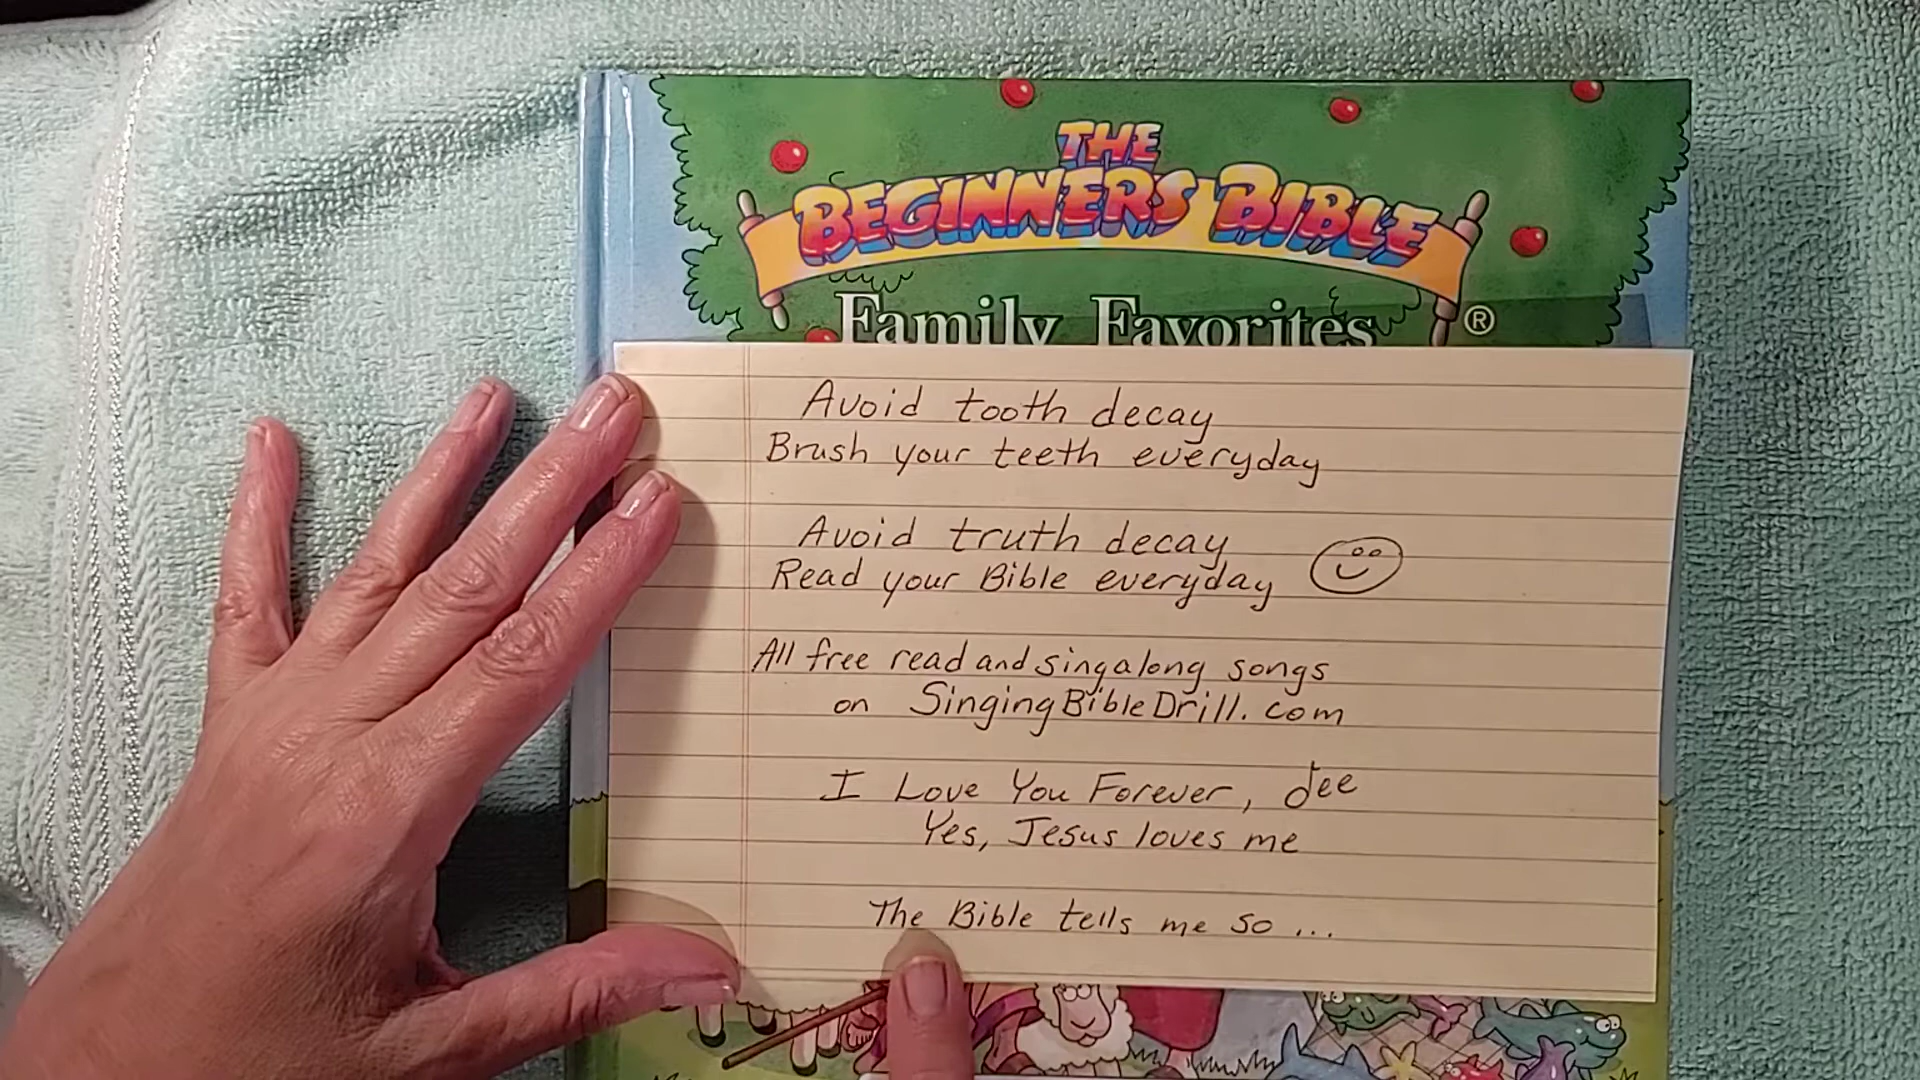 THE
BEGINNERS BIBLE
Family Favorites ®
Avoid tooth decay
Brush your teeth everyday
Avoid truth decay
Read your Bible everyday
All free read and singalong songs
on SingingBibleDrill.com
I Love You Forever, dee
Yes, Jesus loves me
The Bible tells me so ...